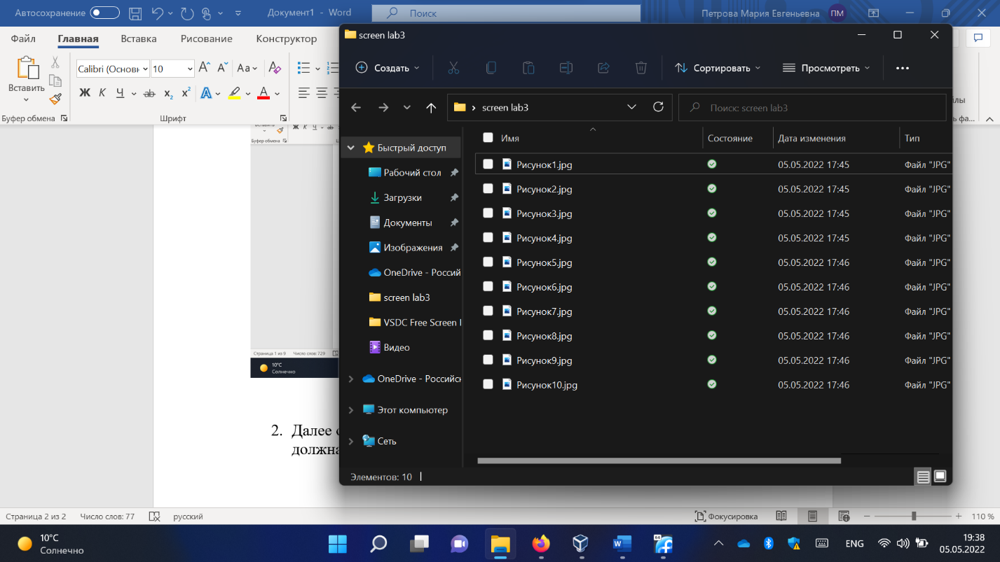 Автосохранение
Документ1 - Word
Поиск
Петрова Мария Евгеньевна
ПМ
Файл
Главная
Вставка
Рисование
Конструктор
Вставить
Буфер обмена
Calibri (Основн
10
Aa
Ж К Ч ab x₂ x² A A
Шрифт
screen lab3
Создать
Сортировать
Просмотреть
screen lab3
Поиск: screen lab3
Быстрый доступ
Рабочий стол
Загрузки
Документы
Изображения
OneDrive - Россий
screen lab3
VSDC Free Screen
Видео
OneDrive - Российск
Этот компьютер
Сеть
Имя Состояние Дата изменения Тип
Рисунок1.jpg 05.05.2022 17:45 Файл "JPG"
Рисунок2.jpg 05.05.2022 17:45 Файл "JPG"
Рисунок3.jpg 05.05.2022 17:45 Файл "JPG"
Рисунок4.jpg 05.05.2022 17:45 Файл "JPG"
Рисунок5.jpg 05.05.2022 17:46 Файл "JPG"
Рисунок6.jpg 05.05.2022 17:46 Файл "JPG"
Рисунок7.jpg 05.05.2022 17:46 Файл "JPG"
Рисунок8.jpg 05.05.2022 17:46 Файл "JPG"
Рисунок9.jpg 05.05.2022 17:46 Файл "JPG"
Рисунок10.jpg 05.05.2022 17:46 Файл "JPG"
Элементов: 10
Буфер обмена
Страница 1 из 9 Число слов: 729
10°C
Солнечно
2. Далее
должна
Страница 2 из 2 Число слов: 77 русский
Фокусировка
110 %
10°C
Солнечно
ENG
19:38
05.05.2022